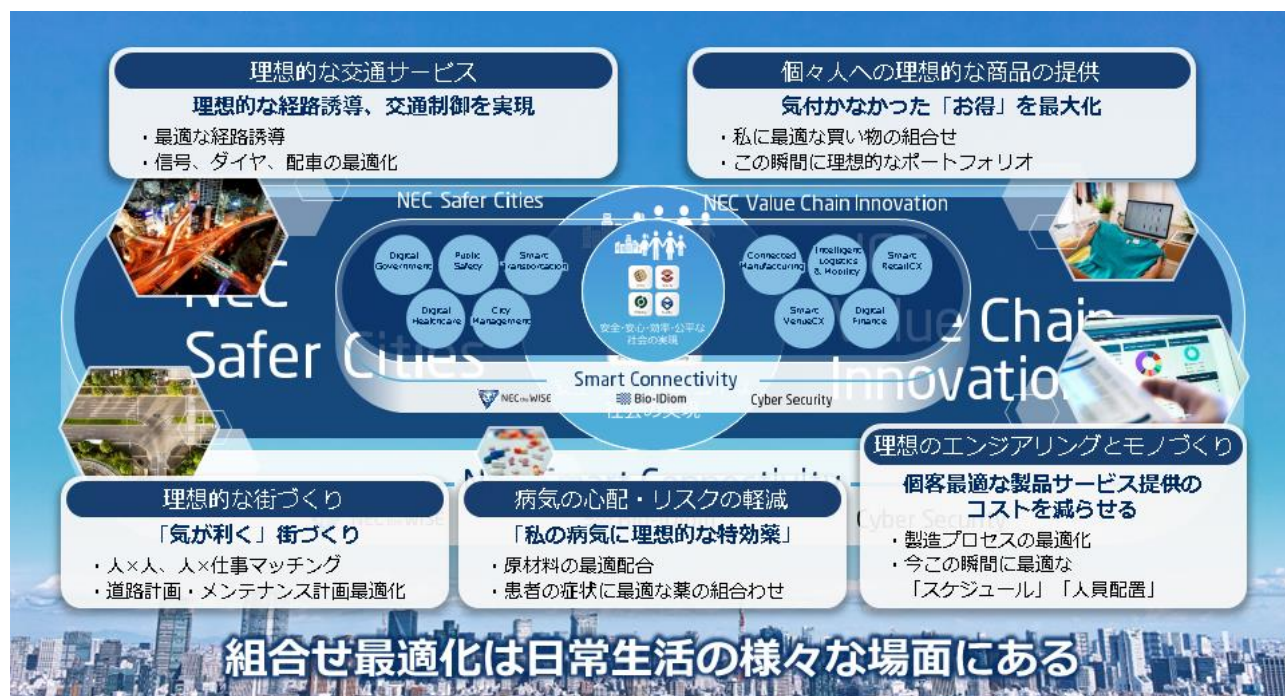 理想的な交通サービス
理想的な経路誘導、交通制御を実現
・最適な経路誘導
・信号、ダイヤ、配車の最適化
個々人への理想的な商品の提供
気付かなかった「お得」を最大化
・私に最適な買い物の組合せ
・この瞬間に理想的なポートフォリオ
NEC Safer Cities
NEC Value Chain Innovation
Digital Government
Public Safety
Smart Transportation
Digital Healthcare
City Management
Connected Manufacturing
Intelligent Logistics & Mobility
Smart RetailCX
Smart VenueCX
Digital Finance
安全・安心・効率・公平な
社会の実現
NEC
Safer Cities
Value Chain
Innovation
Smart Connectivity
NEC the WISE
Bio-IDiom
Cyber Security
社会の実現
Smart Connectivity
Cyber Security
理想的な街づくり
「気が利く」街づくり
・人×人、人×仕事マッチング
・道路計画・メンテナンス計画最適化
病気の心配・リスクの軽減
「私の病気に理想的な特効薬」
・原材料の最適配合
・患者の症状に最適な薬の組合わせ
理想のエンジアリングとモノづくり
個客最適な製品サービス提供の
コストを減らせる
・製造プロセスの最適化
・今この瞬間に最適な
「スケジュール」「人員配置」
組合せ最適化は日常生活の様々な場面にある